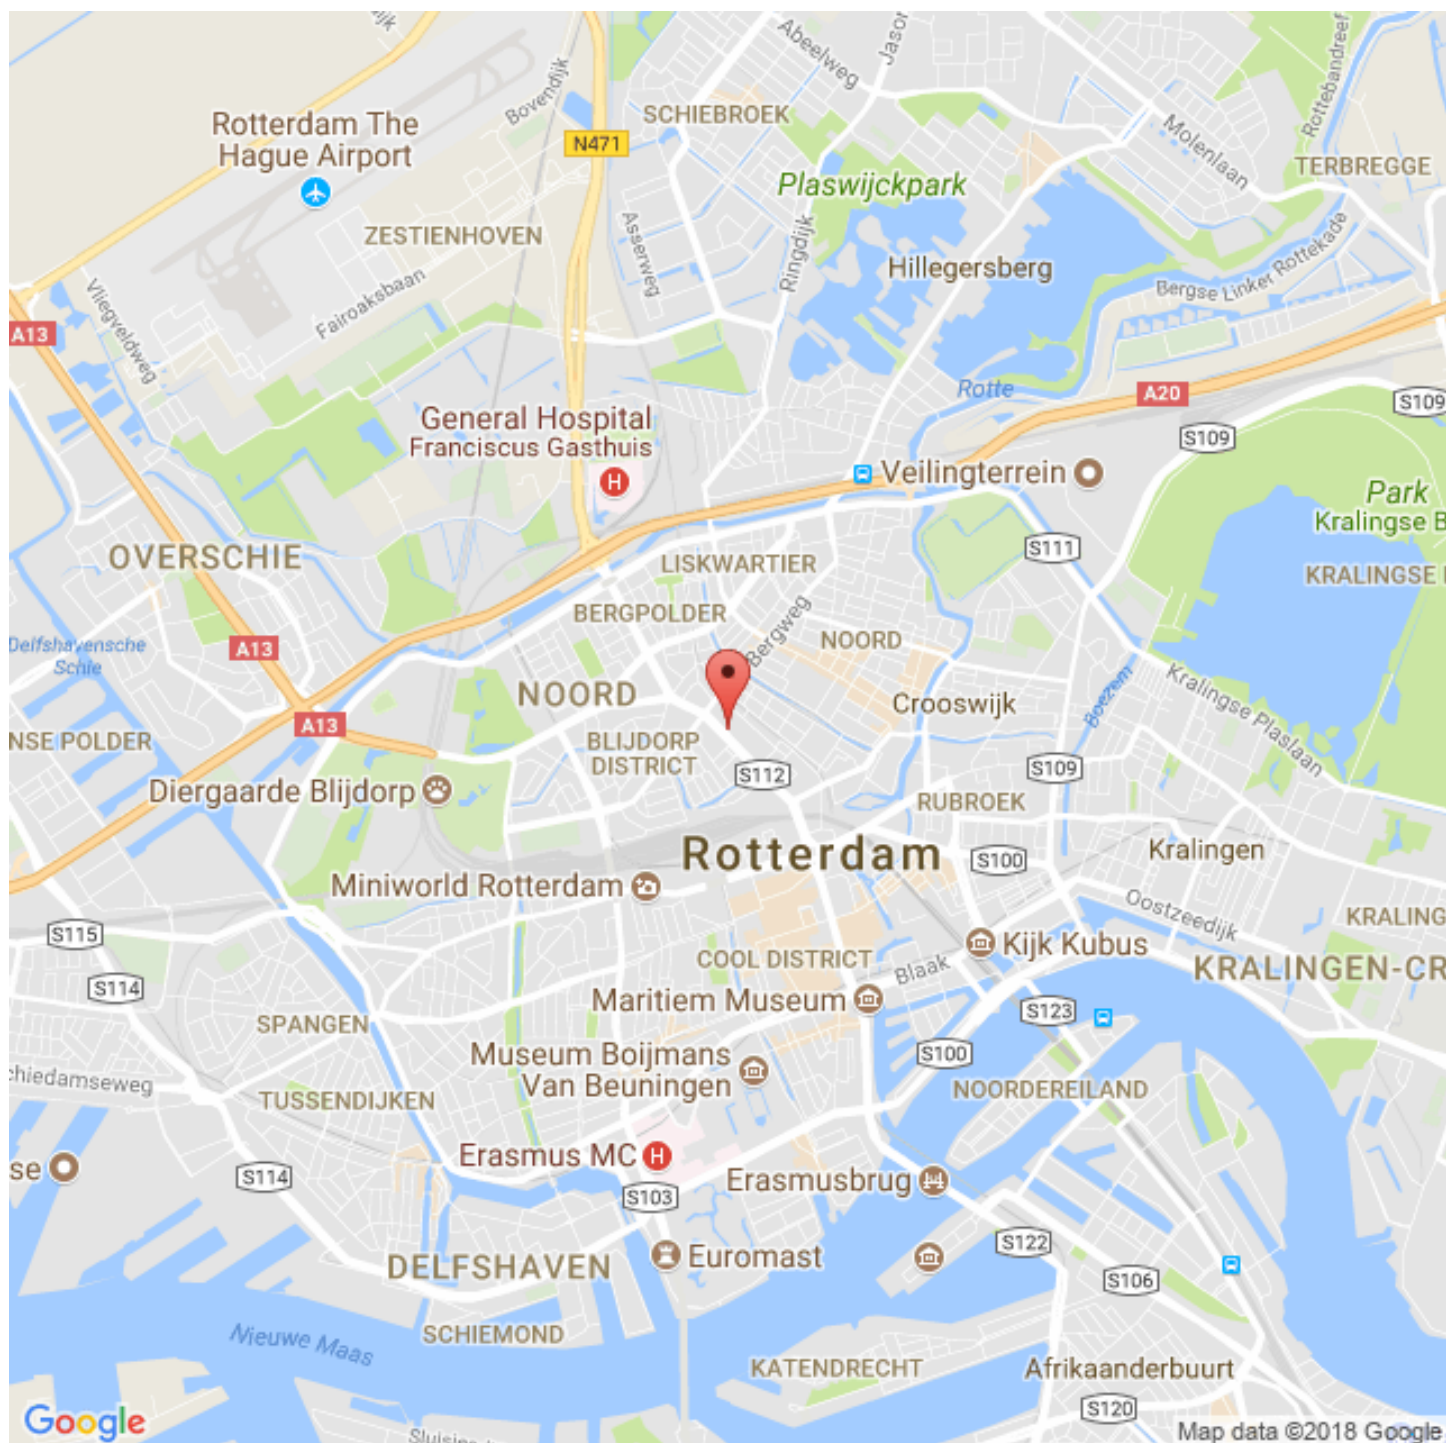 Abeelweg
Jason
Bovendijk
Rottebandreef
SCHIEBROEK
Rotterdam The
Hague Airport
N471
Molenlaan
TERBREGGE
Plaswijckpark
ZESTIENHOVEN
Asserweg
Ringdijk
Hillegersberg
Bergse Linker Rottekade
Vliegveldweg
Fairoaksbaan
A13
Rotte
A20
S109
General Hospital
Franciscus Gasthuis
H
S109
Veilingterrein
Park
Kralingse B
OVERSCHIE
LISKWARTIER
S111
KRALINGSE
BERGPOLDER
Bergweg
NOORD
Delfshavensche
Schie
A13
NOORD
Crooswijk
Boezem
Kralingse Plaslaan
A13
NSE POLDER
BLIJDORP
DISTRICT
S112
S109
Diergaarde Blijdorp
RUBROEK
Rotterdam
S100
Kralingen
Miniworld Rotterdam
Oostzeedijk
KRALING
S115
COOL DISTRICT
Blaak
Kijk Kubus
KRALINGEN-CR
S114
Maritiem Museum
S123
SPANGEN
Museum Boijmans
Van Beuningen
S100
chiedamseweg
TUSSENDIJKEN
NOORDEREILAND
Erasmus MC
H
se
S114
S103
Erasmusbrug
DELFSHAVEN
Euromast
S122
S106
Nieuwe Maas
SCHIEMOND
KATENDRECHT
Afrikaanderbuurt
S120
Google
Map data ©2018 Google